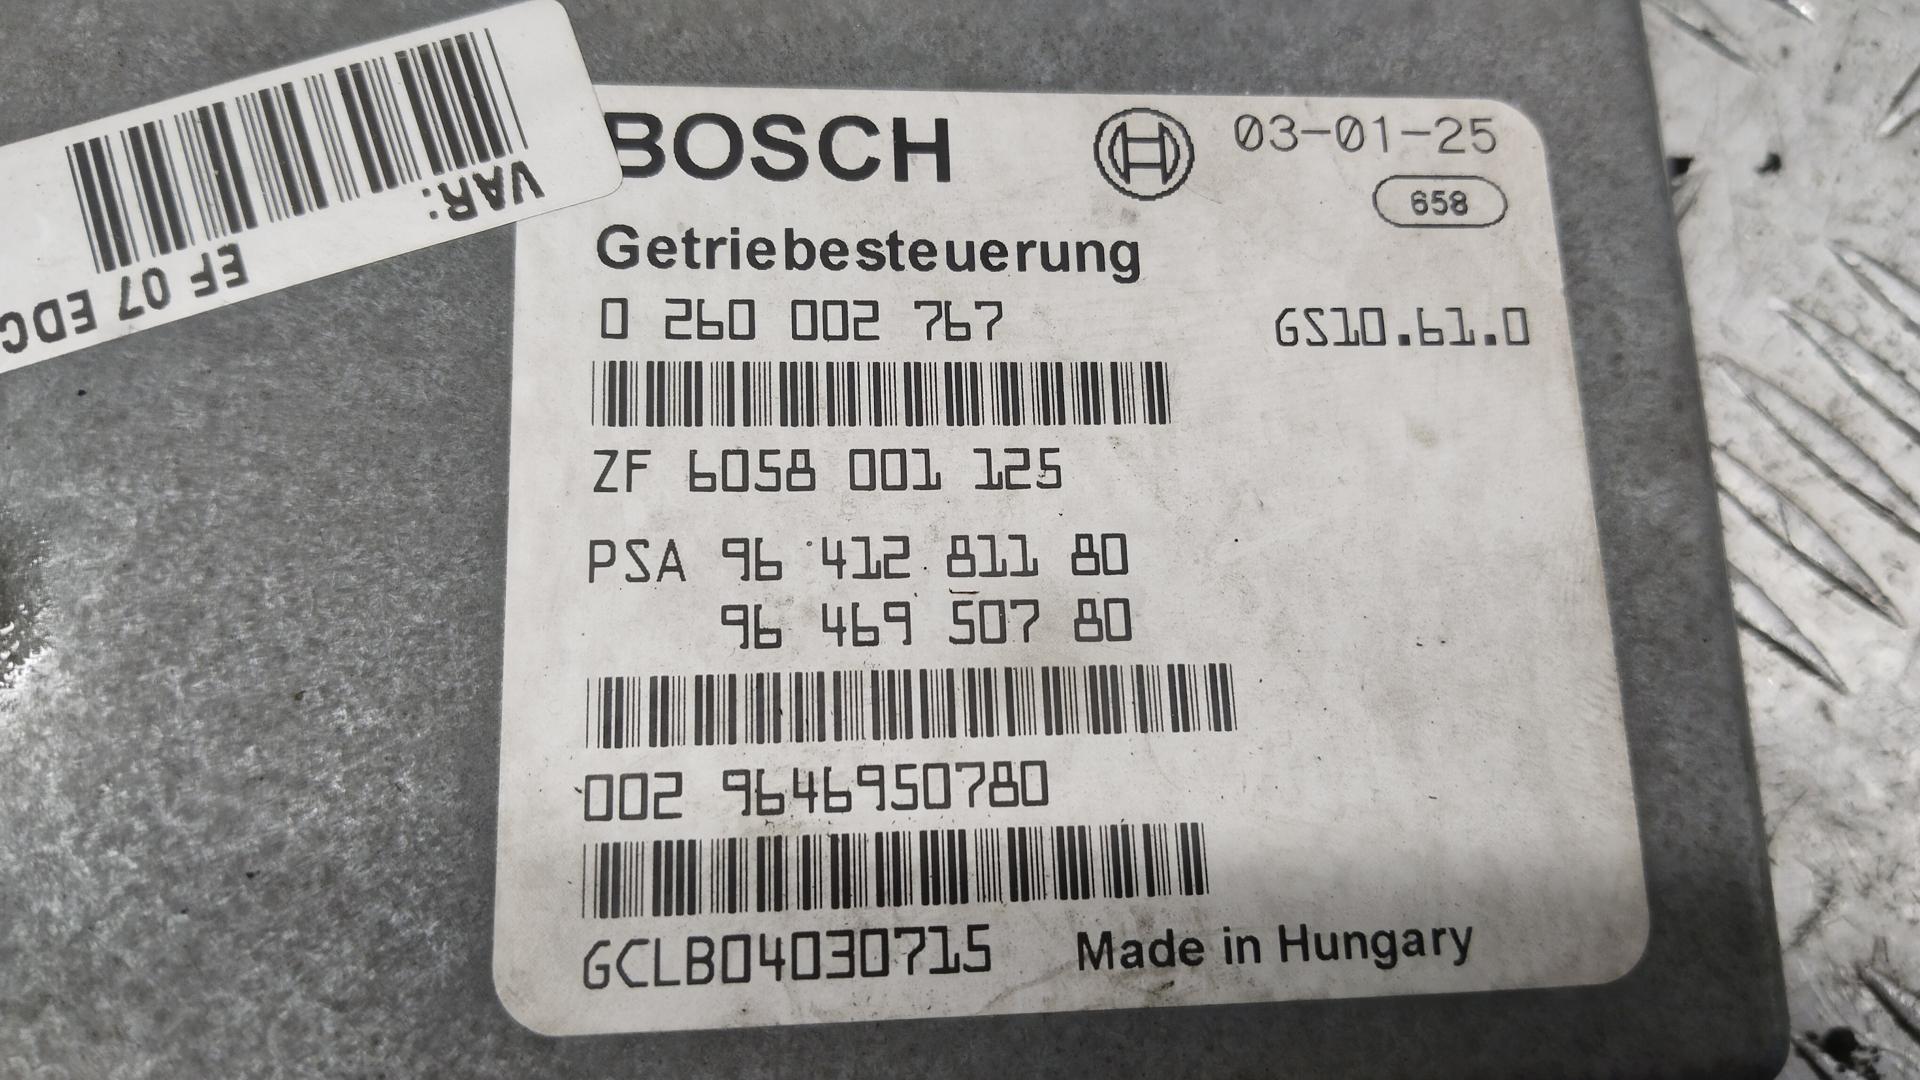 VAR:
EF 07 EDC
BOSCH
03-01-25
658
Getriebesteuerung
0 260 002 767 GS10.61.0
ZF 6058 001 125
PSA 96 412 811 80
96 469 507 80
002 9646950780
GCLB04030715 Made in Hungary